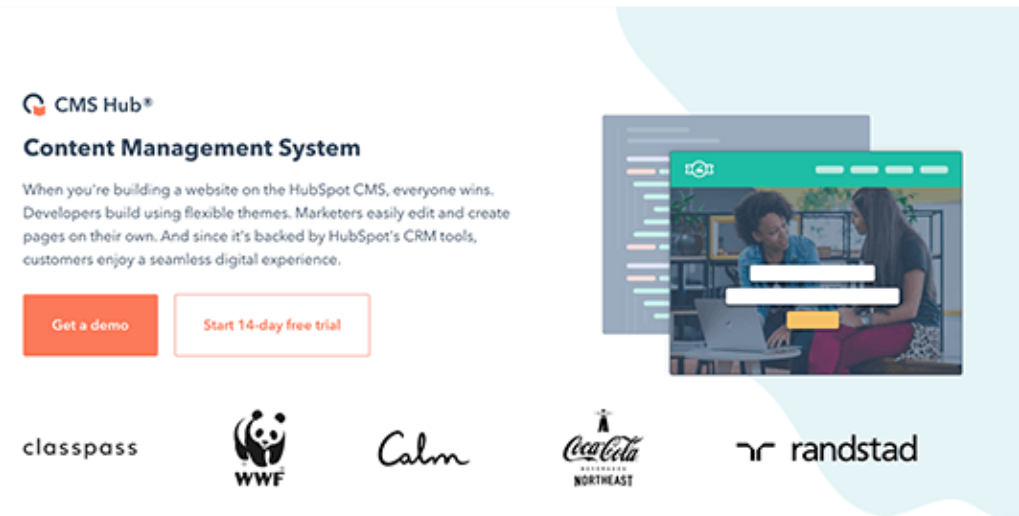 CMS Hub®
Content Management System
When you're building a website on the HubSpot CMS, everyone wins.
Developers build using flexible themes. Marketers easily edit and create
pages on their own. And since it's backed by HubSpot's CRM tools,
customers enjoy a seamless digital experience.
Get a demo
Start 14-day free trial
classpass
WWF
Calm
Coca-Cola
BEVERAGES
NORTHEAST
randstad